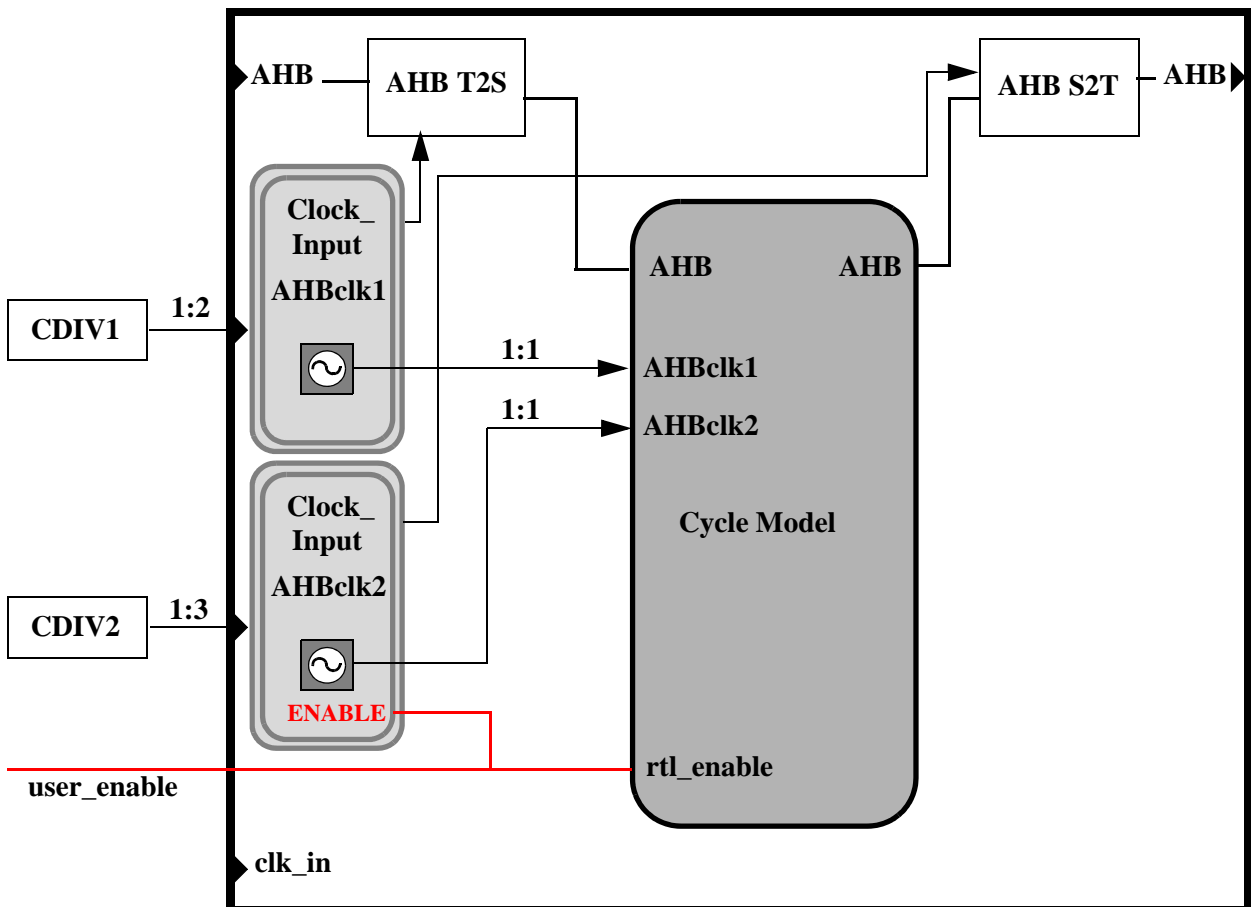 AHB
AHB T2S
AHB S2T
AHB
Clock_
Input
AHBclk1
AHB
AHB
CDIV1
1:2
1:1
AHBclk1
1:1
AHBclk2
Clock_
Input
AHBclk2
Cycle Model
CDIV2
1:3
ENABLE
user_enable
rtl_enable
clk_in